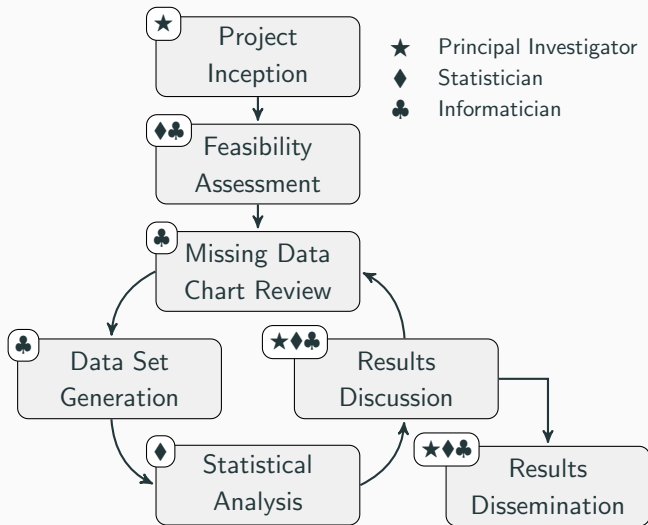 ★
Project
Inception
★ Principal Investigator
♦ Statistician
♣ Informatician
♦♣
Feasibility
Assessment
♣
Missing Data
Chart Review
♣
Data Set
Generation
★♦♣
Results
Discussion
♦
Statistical
Analysis
★♦♣
Results
Dissemination